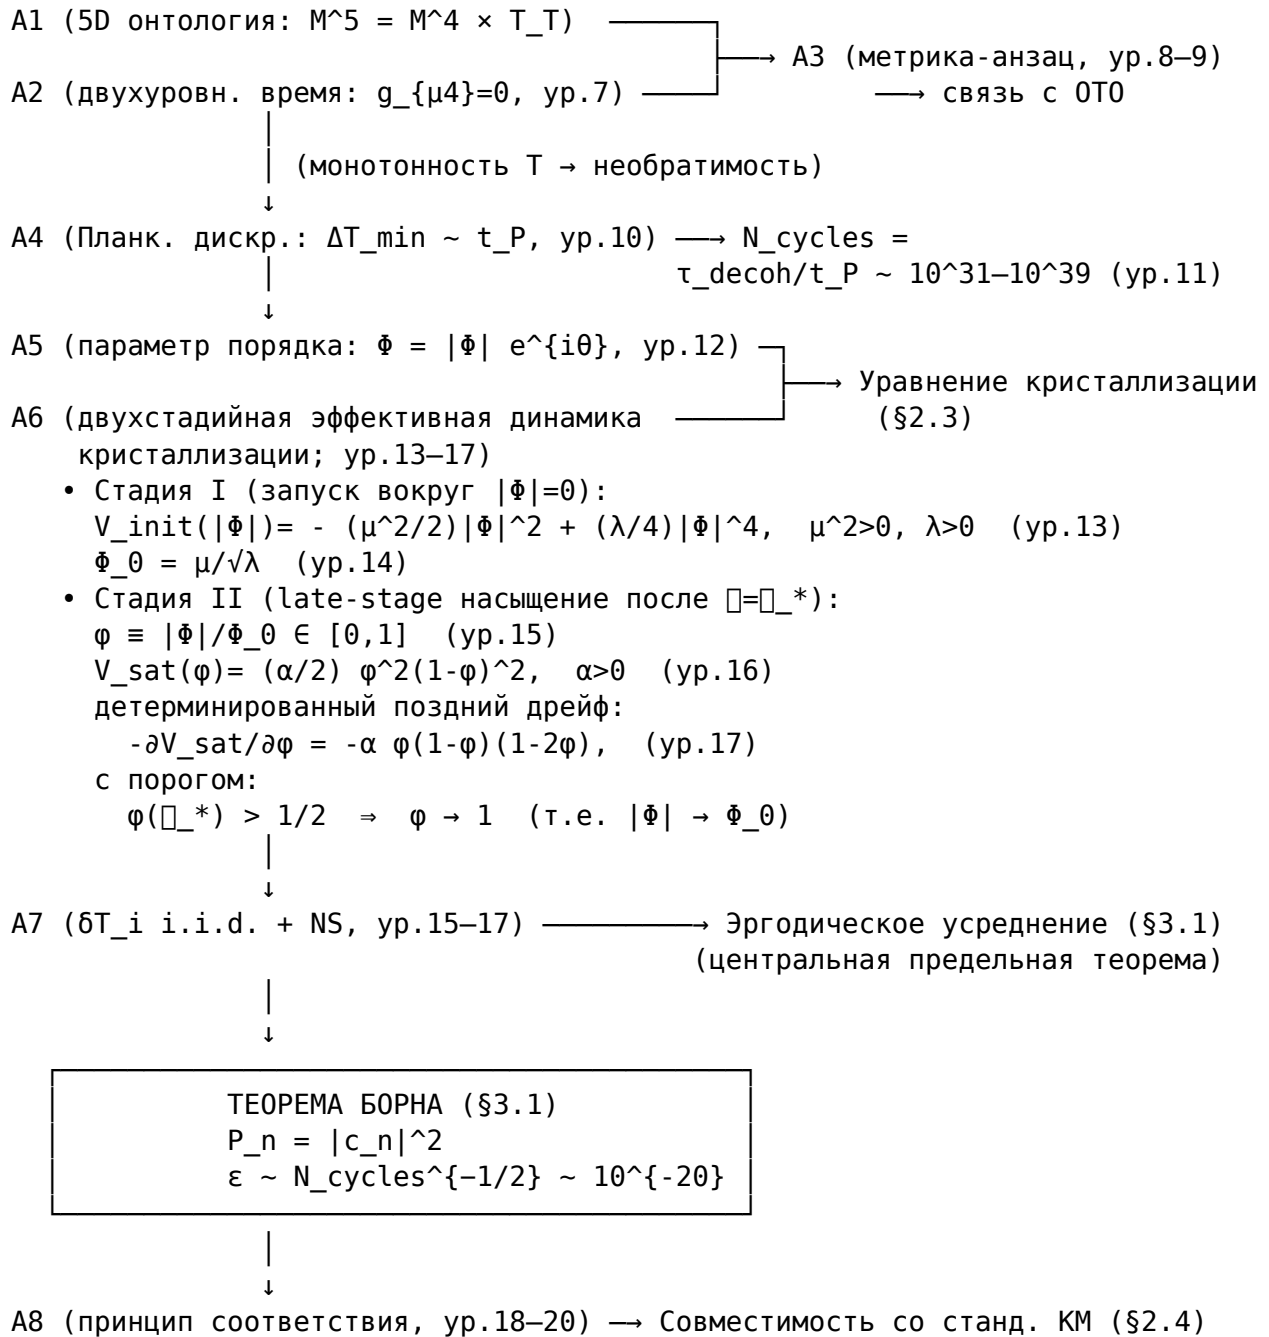 A1 (5D онтология: M^5 = M^4 × T_T)
→ A3 (метрика-анзац, ур.8–9)
A2 (двухуровн. время: g_{μ4}=0, ур.7) → связь с ОТО
(монотонность T → необратимость)
↓
A4 (Планк. дискр.: ΔT_min ~ t_P, ур.10) → N_cycles =
τ_decoh/t_P ~ 10^31–10^39 (ур.11)
↓
A5 (параметр порядка: Φ = |Φ| e^{iθ}, ур.12)
→ Уравнение кристаллизации
A6 (двухстадийная эффективная динамика (§2.3)
кристаллизации; ур.13–17)
• Стадия I (запуск вокруг |Φ|=0):
V_init(|Φ|)= - (μ^2/2)|Φ|^2 + (λ/4)|Φ|^4, μ^2>0, λ>0 (ур.13)
Φ_0 = μ/√λ (ур.14)
• Стадия II (late-stage насыщение после ▯=▯_*):
φ ≡ |Φ|/Φ_0 ∈ [0,1] (ур.15)
V_sat(φ)= (α/2) φ^2(1-φ)^2, α>0 (ур.16)
детерминированный поздний дрейф:
-∂V_sat/∂φ = -α φ(1-φ)(1-2φ), (ур.17)
с порогом:
φ(▯_*) > 1/2 ⇒ φ → 1 (т.е. |Φ| → Φ_0)
↓
A7 (δT_i i.i.d. + NS, ур.15–17) → Эргодическое усреднение (§3.1)
(центральная предельная теорема)
↓
ТЕОРЕМА БОРНА (§3.1)
P_n = |c_n|^2
ε ~ N_cycles^{−1/2} ~ 10^{-20}
↓
A8 (принцип соответствия, ур.18–20) → Совместимость со станд. КМ (§2.4)